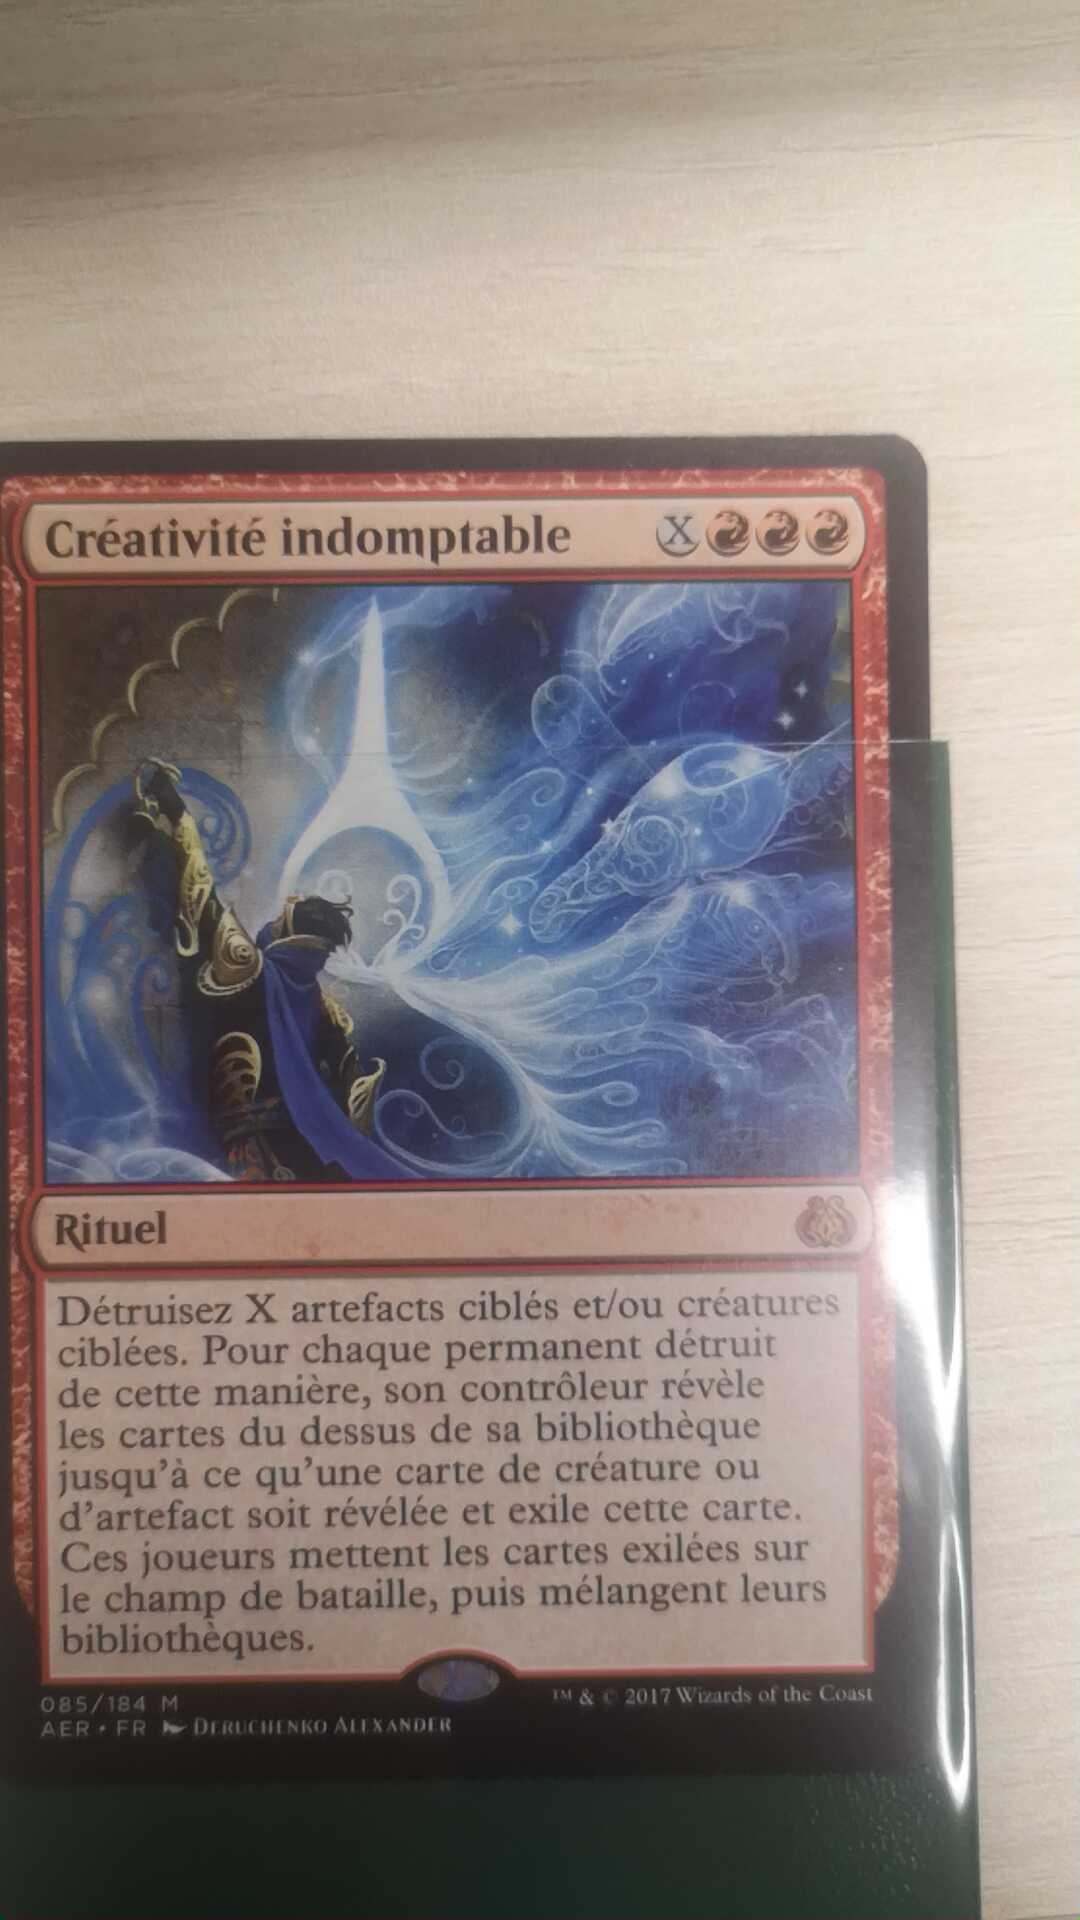 Créativité indomptable X
Rituel
Détruisez X artefacts ciblés et/ou créatures
ciblées. Pour chaque permanent détruit
de cette manière, son contrôleur révèle
les cartes du dessus de sa bibliothèque
jusqu'à ce qu'une carte de créature ou
d'artefact soit révélée et exile cette carte.
Ces joueurs mettent les cartes exilées sur
le champ de bataille, puis mélangent leurs
bibliothèques.
085/184 M
™ & © 2017 Wizards of the Coast
AER • FR Deruchenko Alexander